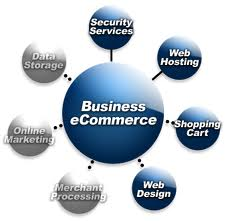 Security
Services
Data
Storage
Web
Hosting
Business
eCommerce
Online
Marketing
Shopping
Cart
Merchant
Processing
Web
Design